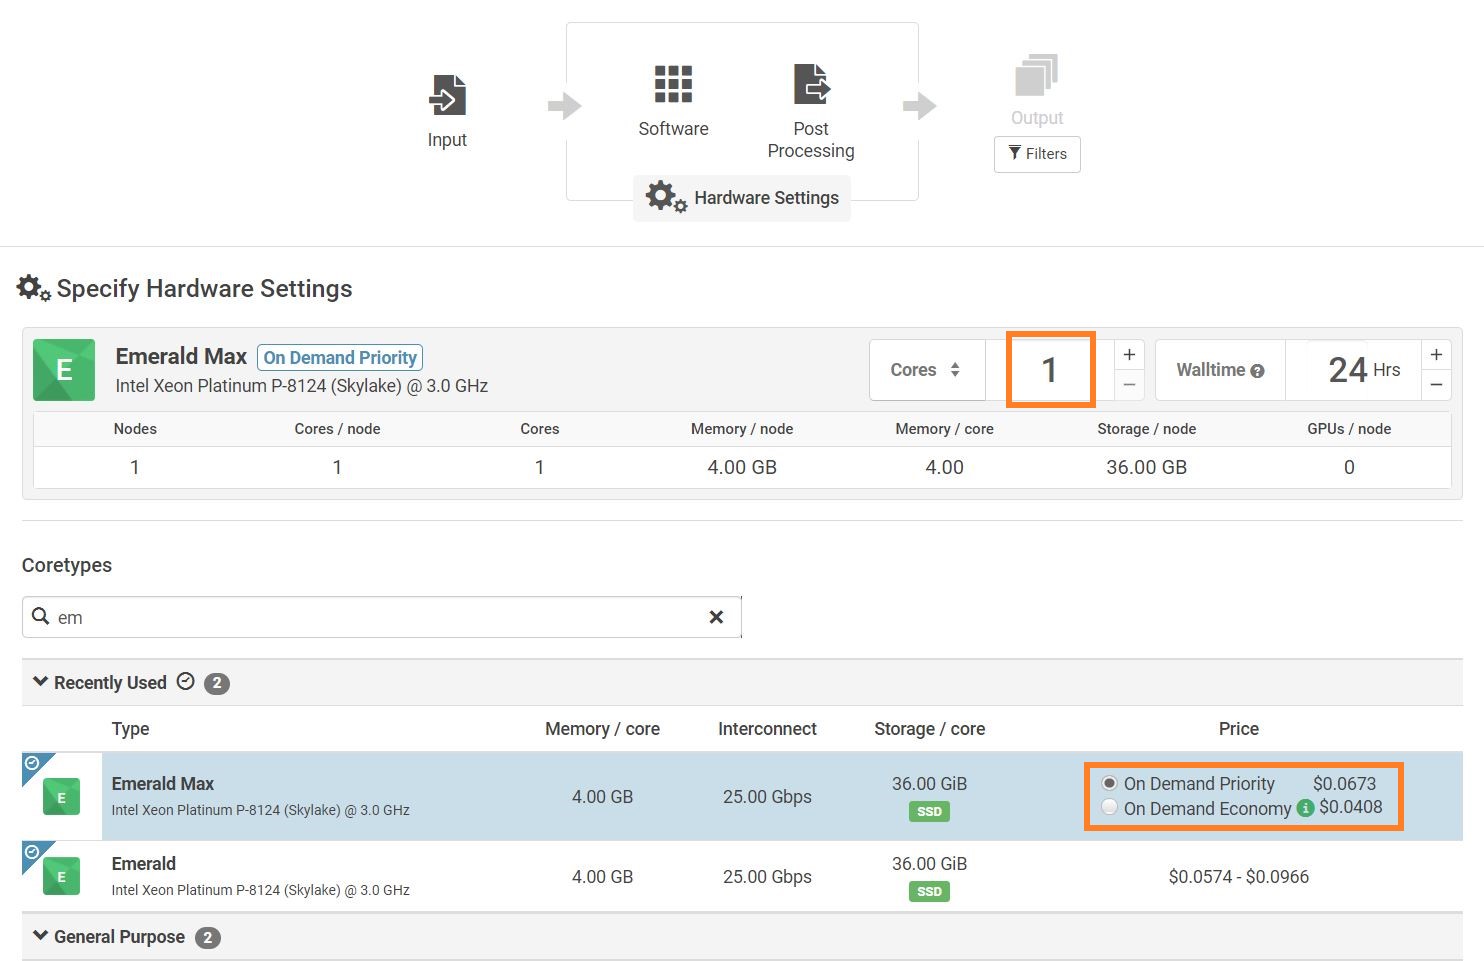 Input
Software
Post
Processing
Output
Filters
Hardware Settings
Specify Hardware Settings
E
Emerald Max On Demand Priority
Intel Xeon Platinum P-8124 (Skylake) @ 3.0 GHz
Cores 1 + −
Walltime ? 24 Hrs + −
Nodes Cores / node Cores Memory / node Memory / core Storage / node GPUs / node
1 1 1 4.00 GB 4.00 36.00 GB 0
Coretypes
em
Recently Used 2
Type Memory / core Interconnect Storage / core Price
E
Emerald Max
Intel Xeon Platinum P-8124 (Skylake) @ 3.0 GHz
4.00 GB
25.00 Gbps
36.00 GiB
SSD
On Demand Priority $0.0673
On Demand Economy i $0.0408
E
Emerald
Intel Xeon Platinum P-8124 (Skylake) @ 3.0 GHz
4.00 GB
25.00 Gbps
36.00 GiB
SSD
$0.0574 - $0.0966
General Purpose 2